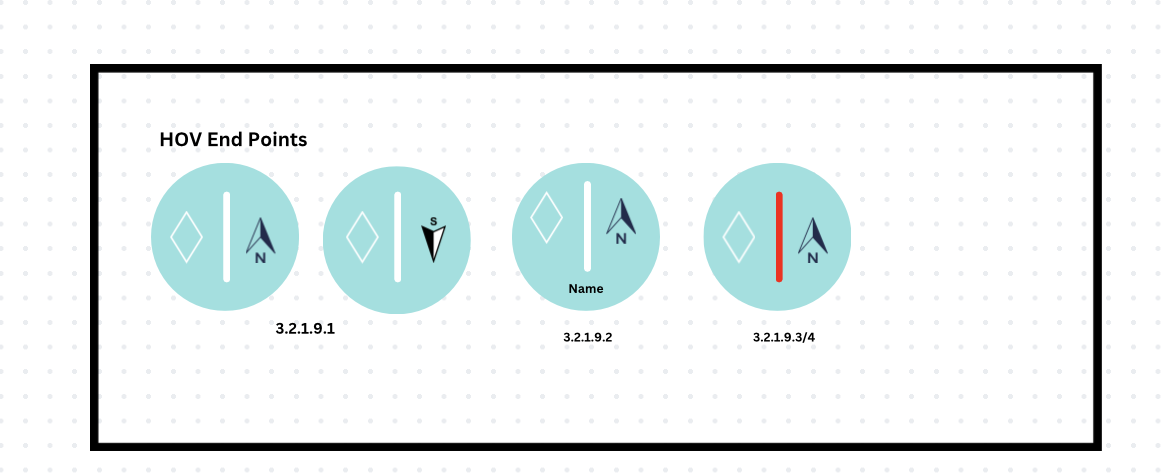 HOV End Points
N
S
N
N
Name
3.2.1.9.1
3.2.1.9.2
3.2.1.9.3/4